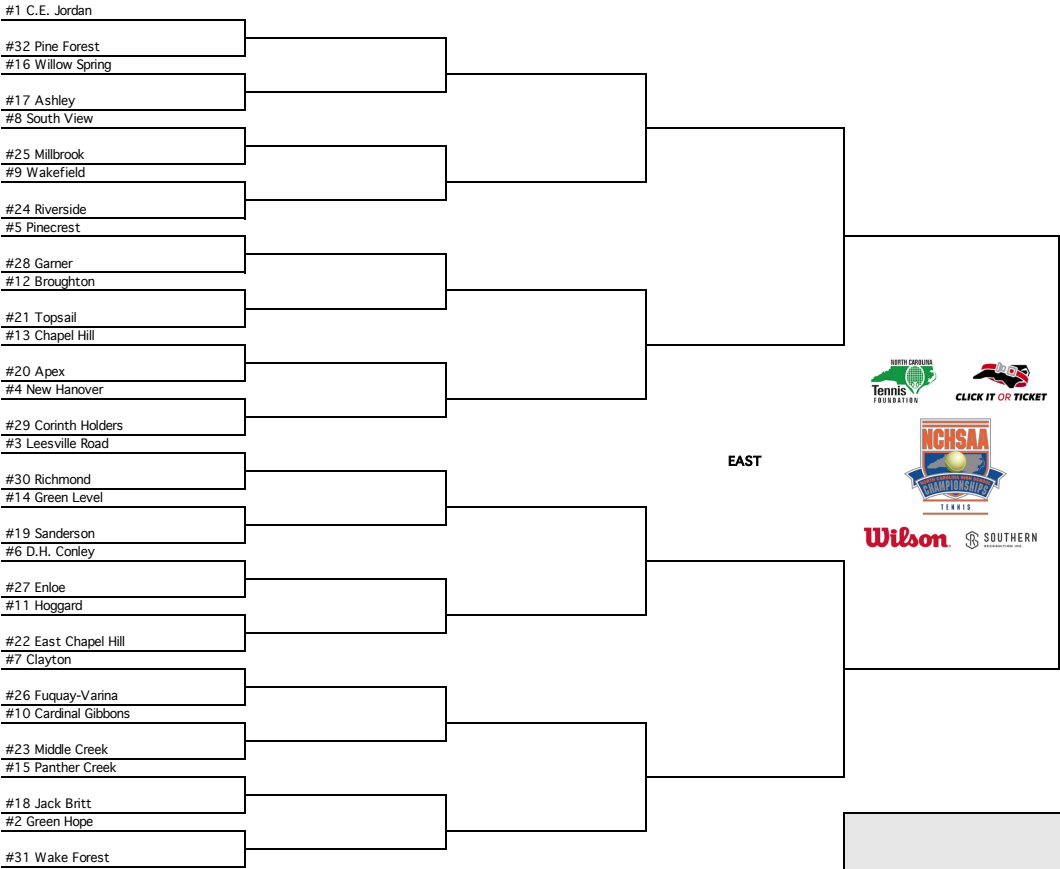 #1 C.E. Jordan
#32 Pine Forest
#16 Willow Spring
#17 Ashley
#8 South View
#25 Millbrook
#9 Wakefield
#24 Riverside
#5 Pinecrest
#28 Garner
#12 Broughton
#21 Topsail
#13 Chapel Hill
#20 Apex
#4 New Hanover
#29 Corinth Holders
#3 Leesville Road
#30 Richmond
#14 Green Level
#19 Sanderson
#6 D.H. Conley
#27 Enloe
#11 Hoggard
#22 East Chapel Hill
#7 Clayton
#26 Fuquay-Varina
#10 Cardinal Gibbons
#23 Middle Creek
#15 Panther Creek
#18 Jack Britt
#2 Green Hope
#31 Wake Forest
EAST
NORTH CAROLINA
Tennis
FOUNDATION
CLICK IT OR TICKET
NCHSAA
NORTH CAROLINA HIGH SCHOOL
CHAMPIONSHIPS
TENNIS
Wilson.
SOUTHERN